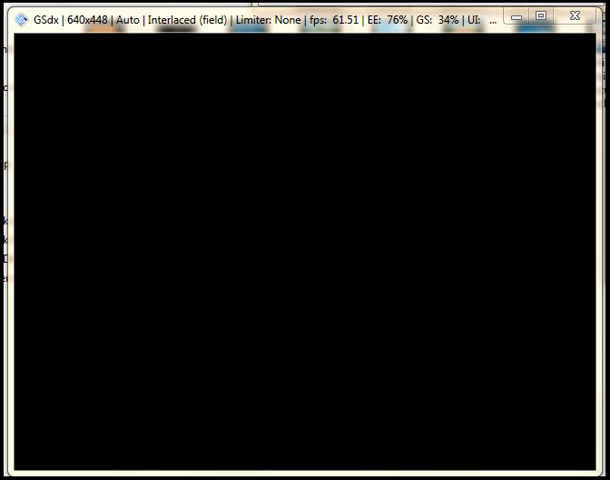 GSdx | 640x448 | Auto | Interlaced (field) | Limiter: None | fps: 61.51 | EE: 76% | GS: 34% | UI: ...